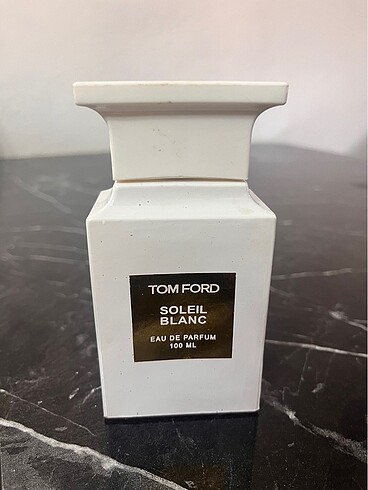 TOM FORD
SOLEIL
BLANC
EAU DE PARFUM
100 ML